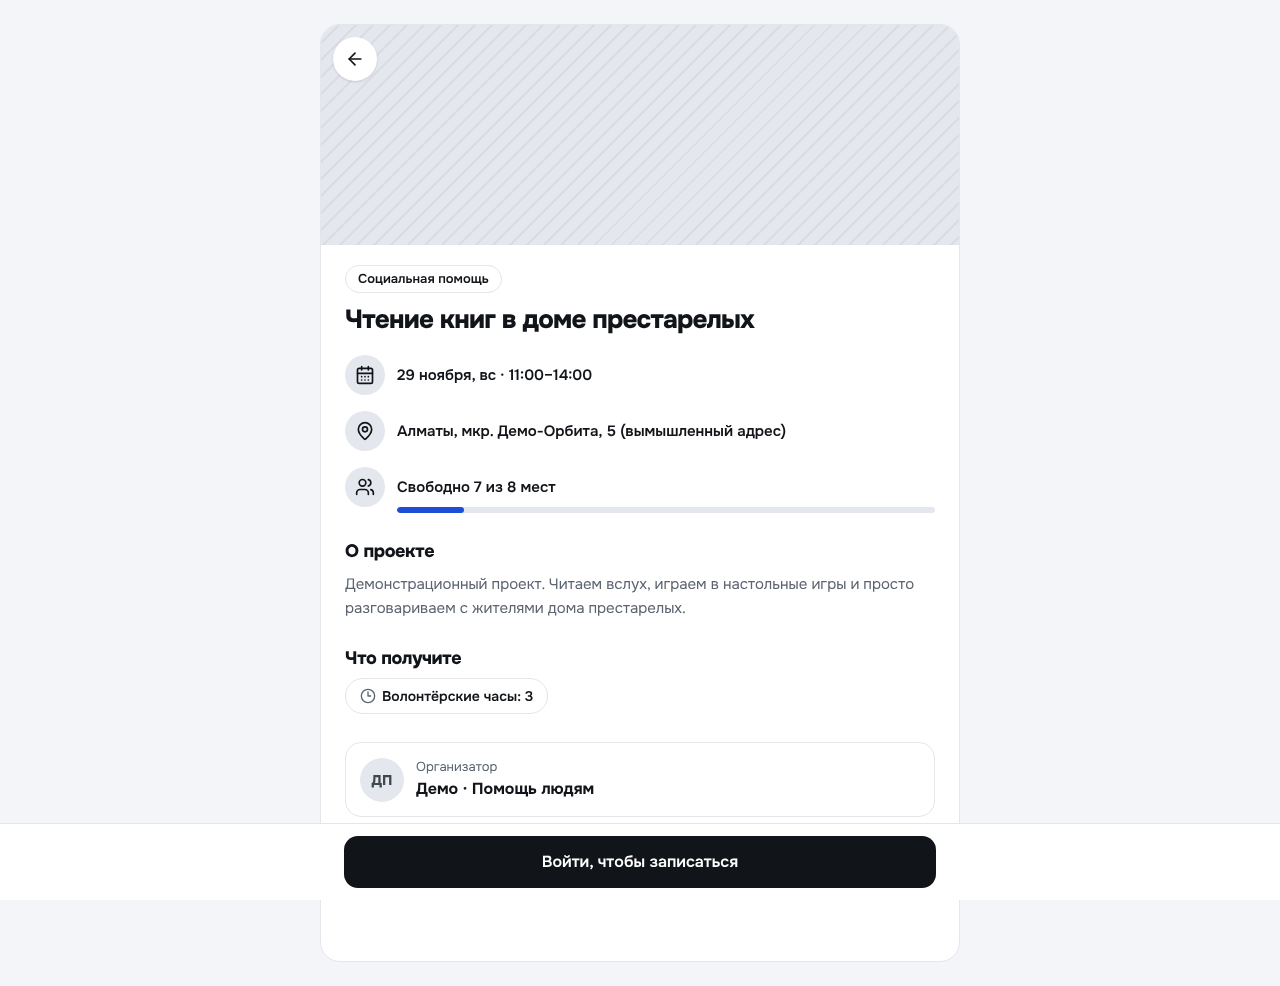 Социальная помощь
Чтение книг в доме престарелых
29 ноября, вс · 11:00–14:00
Алматы, мкр. Демо-Орбита, 5 (вымышленный адрес)
Свободно 7 из 8 мест
О проекте
Демонстрационный проект. Читаем вслух, играем в настольные игры и просто
разговариваем с жителями дома престарелых.
Что получите
Волонтёрские часы: 3
ДП
Организатор
Демо · Помощь людям
Войти, чтобы записаться